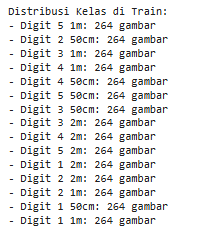 Distribusi Kelas di Train:
- Digit 5 1m: 264 gambar
- Digit 2 50cm: 264 gambar
- Digit 3 1m: 264 gambar
- Digit 4 1m: 264 gambar
- Digit 4 50cm: 264 gambar
- Digit 5 50cm: 264 gambar
- Digit 3 50cm: 264 gambar
- Digit 3 2m: 264 gambar
- Digit 4 2m: 264 gambar
- Digit 5 2m: 264 gambar
- Digit 1 2m: 264 gambar
- Digit 2 2m: 264 gambar
- Digit 2 1m: 264 gambar
- Digit 1 50cm: 264 gambar
- Digit 1 1m: 264 gambar